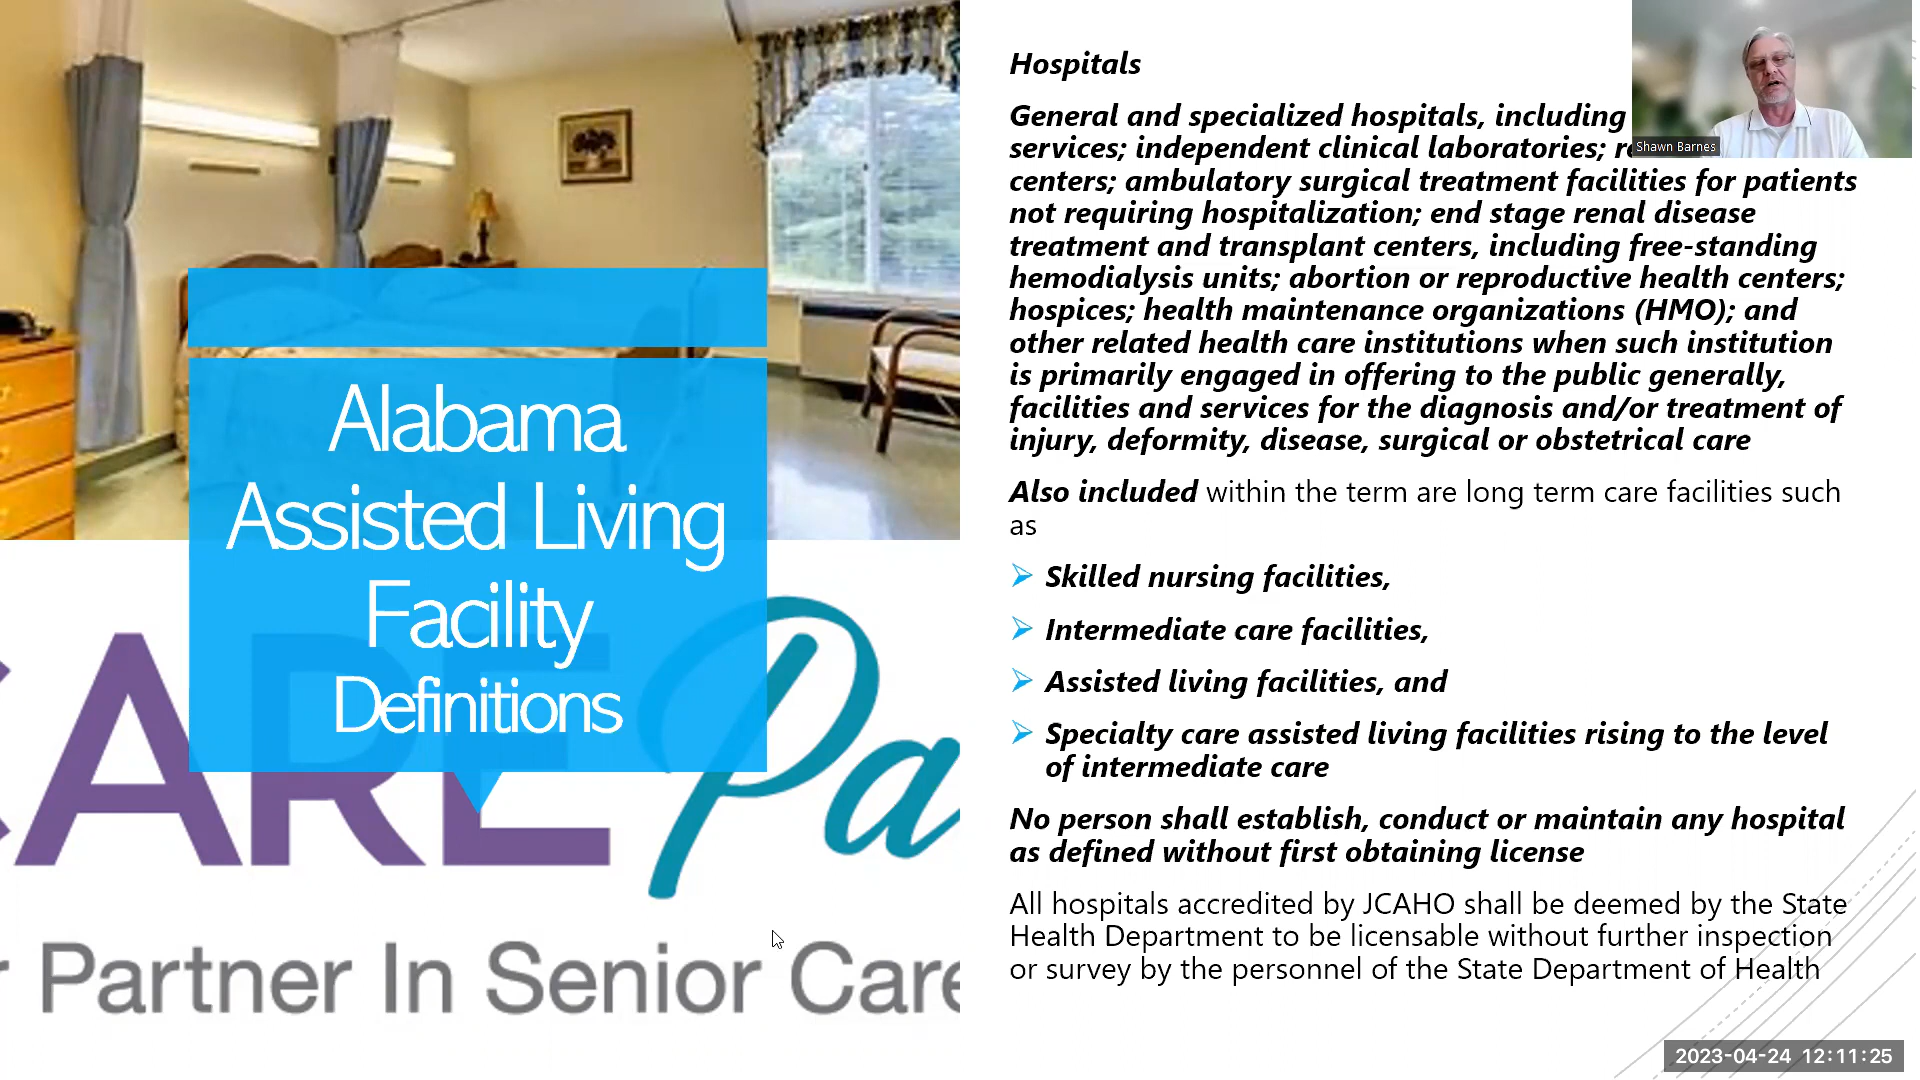 Alabama
Assisted Living
Facility
Definitions
ARE Pa
Partner In Senior Care
Hospitals
General and specialized hospitals, including
services; independent clinical laboratories;
centers; ambulatory surgical treatment facilities for patients
not requiring hospitalization; end stage renal disease
treatment and transplant centers, including free-standing
hemodialysis units; abortion or reproductive health centers;
hospices; health maintenance organizations (HMO); and
other related health care institutions when such institution
is primarily engaged in offering to the public generally,
facilities and services for the diagnosis and/or treatment of
injury, deformity, disease, surgical or obstetrical care
Also included within the term are long term care facilities such
as
Skilled nursing facilities,
Intermediate care facilities,
Assisted living facilities, and
Specialty care assisted living facilities rising to the level
of intermediate care
No person shall establish, conduct or maintain any hospital
as defined without first obtaining license
All hospitals accredited by JCAHO shall be deemed by the State
Health Department to be licensable without further inspection
or survey by the personnel of the State Department of Health
Shawn Barnes
2023-04-24 12:11:25